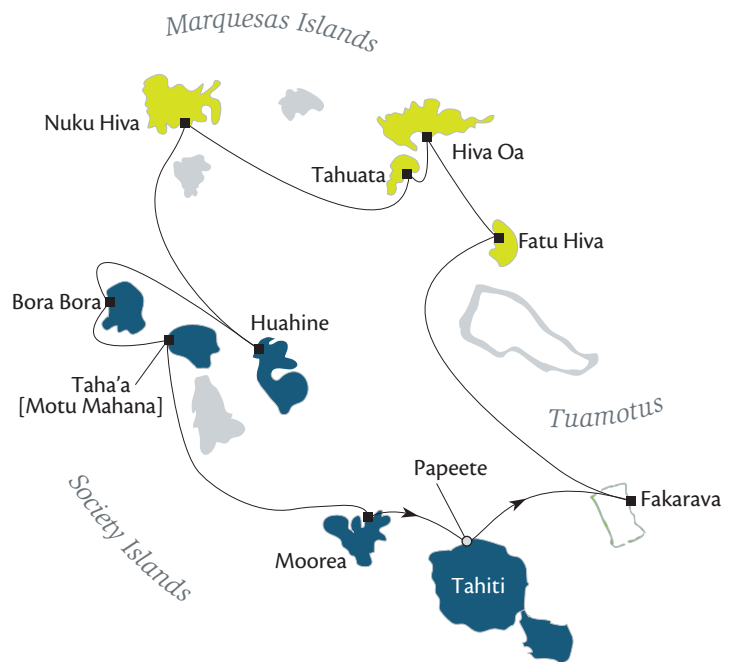 Marquesas Islands
Nuku Hiva
Hiva Oa
Tahuata
Fatu Hiva
Bora Bora
Huahine
Taha'a
[Motu Mahana]
Tuamotus
Papeete
Society Islands
Fakarava
Moorea
Tahiti